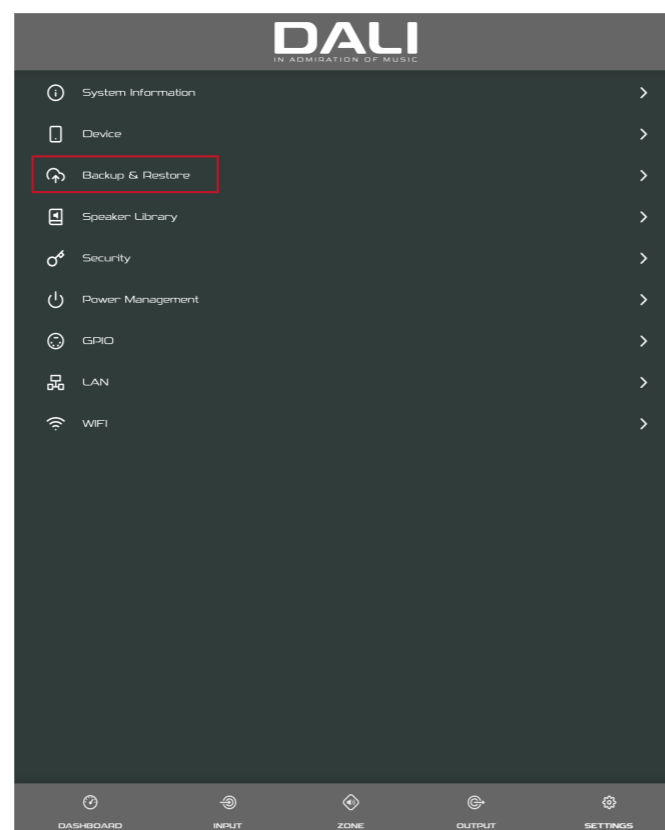 DALI
IN ADMIRATION OF MUSIC
System Information
Device
Backup & Restore
Speaker Library
Security
Power Management
GPIO
LAN
WIFI
DASHBOARD INPUT ZONE OUTPUT SETTINGS